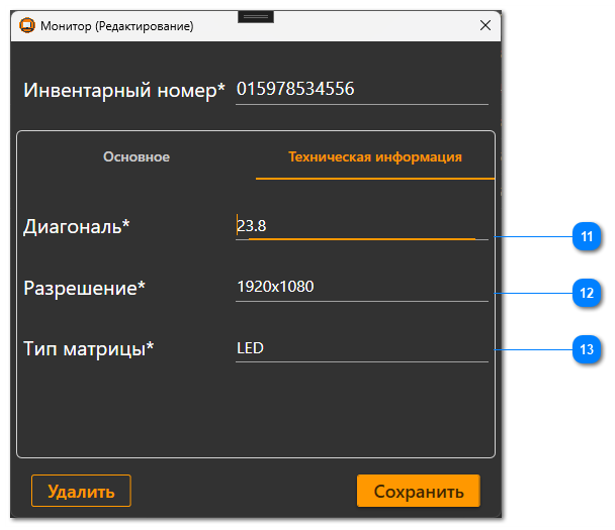 Монитор (Редактирование)
Инвентарный номер* 015978534556
Основное Техническая информация
Диагональ* 23.8 11
Разрешение* 1920x1080 12
Тип матрицы* LED 13
Удалить Сохранить